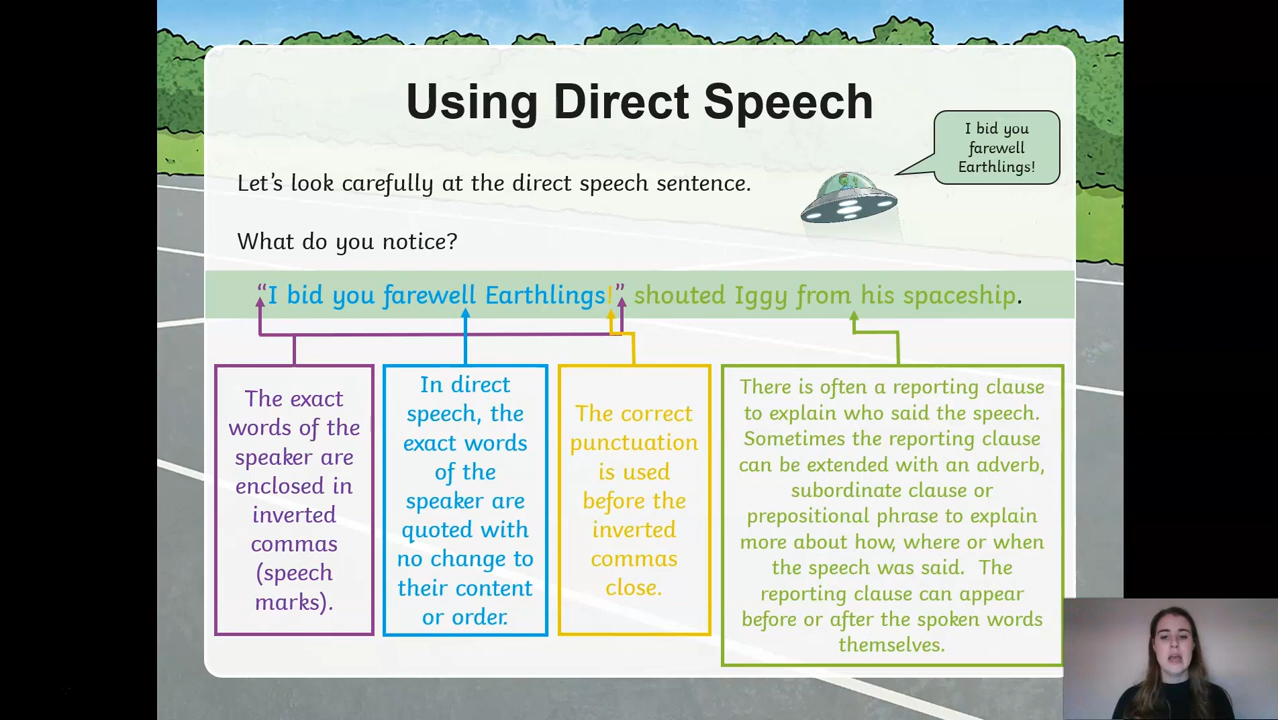 Using Direct Speech
I bid you
farewell
Earthlings!
Let's look carefully at the direct speech sentence.
What do you notice?
“I bid you farewell Earthlings!” shouted Iggy from his spaceship.
The exact
words of the
speaker are
enclosed in
inverted
commas
(speech
marks).
In direct
speech, the
exact words
of the
speaker are
quoted with
no change to
their content
or order.
The correct
punctuation
is used
before the
inverted
commas
close.
There is often a reporting clause
to explain who said the speech.
Sometimes the reporting clause
can be extended with an adverb,
subordinate clause or
prepositional phrase to explain
more about how, where or when
the speech was said. The
reporting clause can appear
before or after the spoken words
themselves.